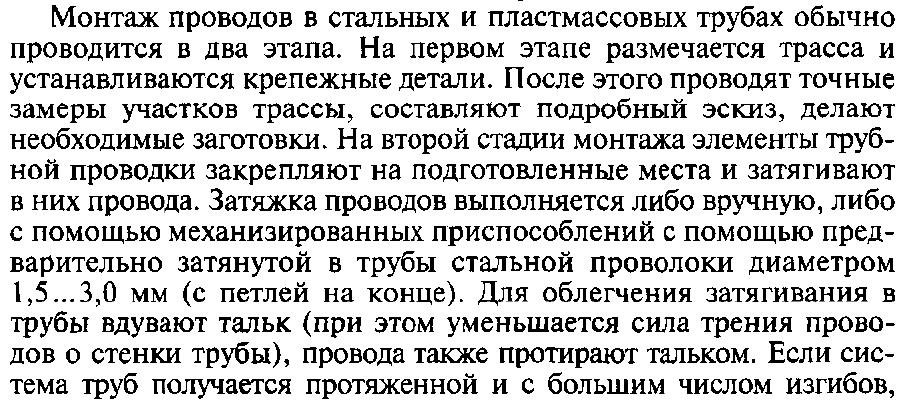 Монтаж проводов в стальных и пластмассовых трубах обычно
проводится в два этапа. На первом этапе размечается трасса и
устанавливаются крепежные детали. После этого проводят точные
замеры участков трассы, составляют подробный эскиз, делают
необходимые заготовки. На второй стадии монтажа элементы труб-
ной проводки закрепляют на подготовленные места и затягивают
в них провода. Затяжка проводов выполняется либо вручную, либо
с помощью механизированных приспособлений с помощью пред-
варительно затянутой в трубы стальной проволоки диаметром
1,5...3,0 мм (с петлей на конце). Для облегчения затягивания в
трубы вдувают тальк (при этом уменьшается сила трения прово-
дов о стенки трубы), провода также протирают тальком. Если сис-
тема труб получается протяженной и с большим числом изгибов,